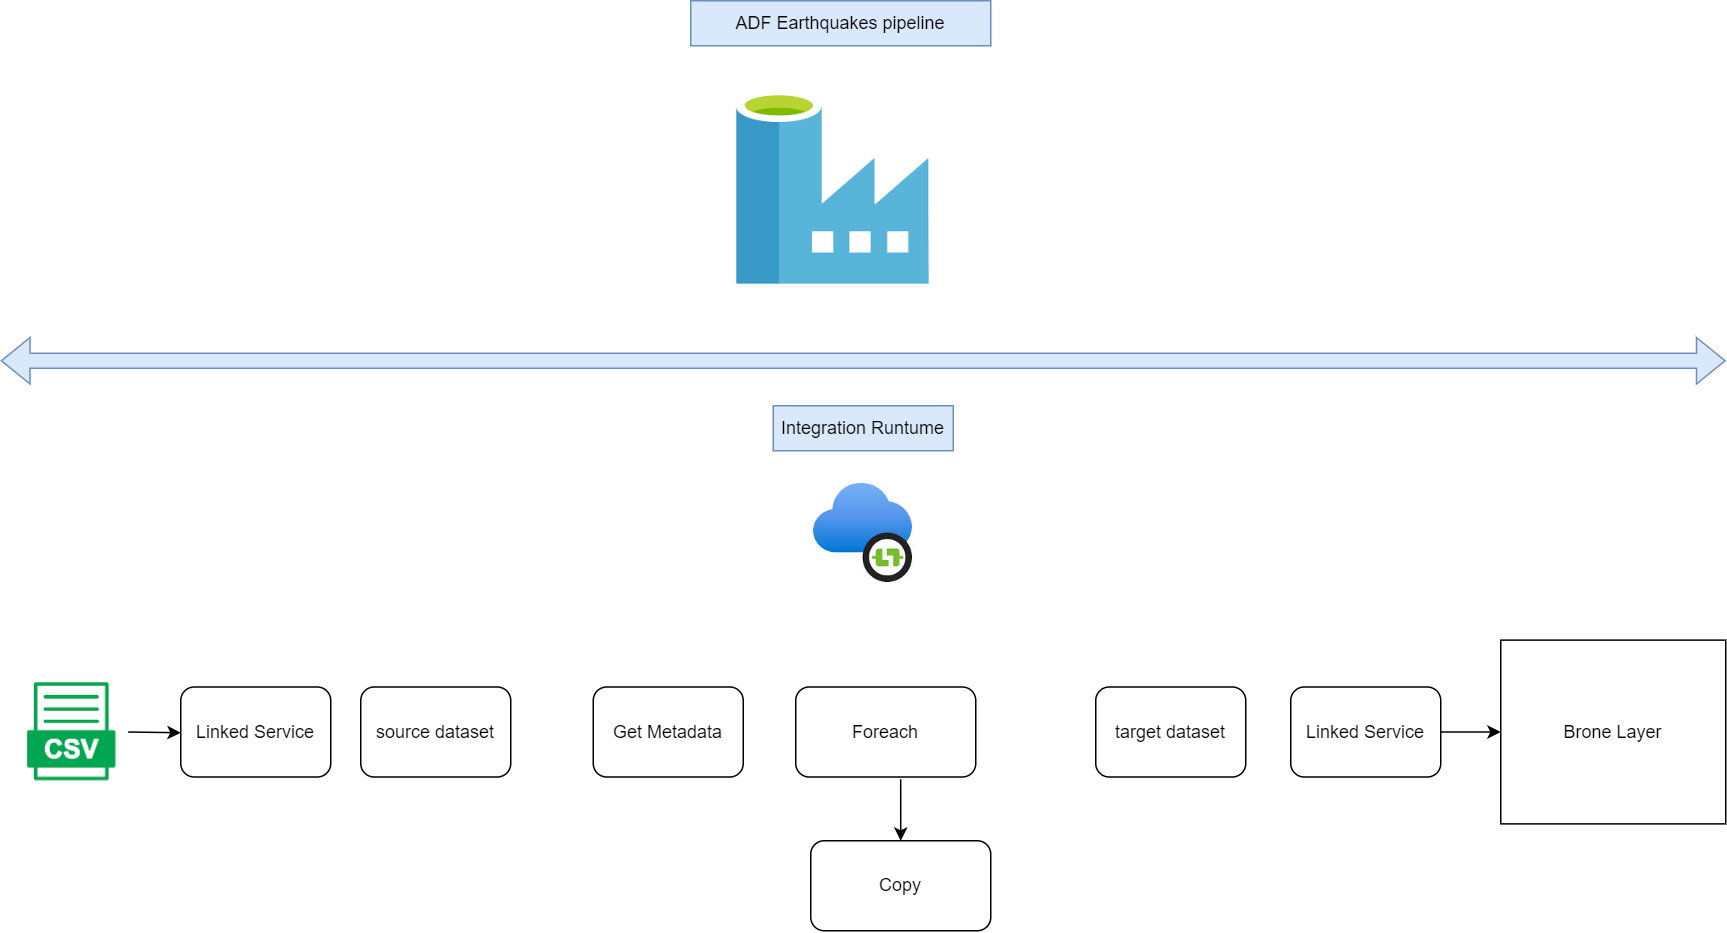 ADF Earthquakes pipeline
Integration Runtume
CSV
Linked Service
source dataset
Get Metadata
Foreach
target dataset
Linked Service
Brone Layer
Copy